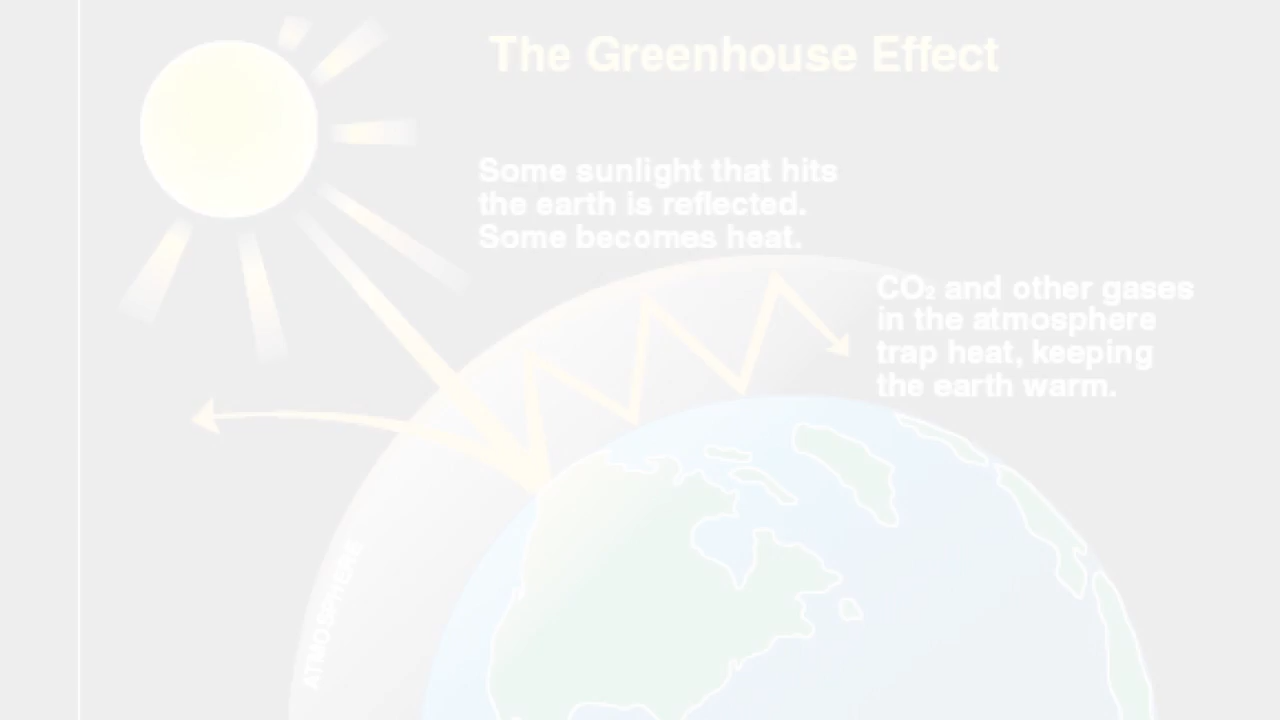 The Greenhouse Effect
Some sunlight that hits
the earth is reflected.
Some becomes heat.
CO₂ and other gases
in the atmosphere
trap heat, keeping
the earth warm.
ATMOSPHERE